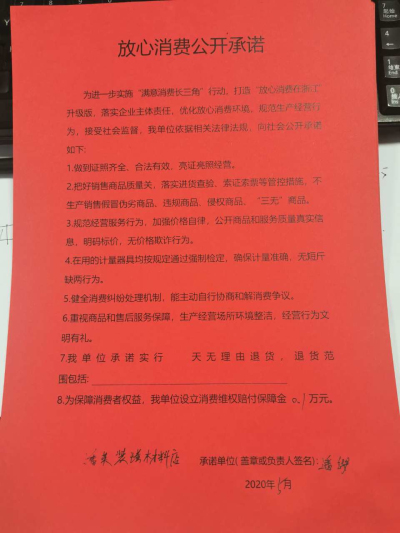 放心消费公开承诺
为进一步实施“满意消费长三角”行动，打造“放心消费在浙江”
升级版，落实企业主体责任，优化放心消费环境，规范生产经营行
为，接受社会监督，我单位依据相关法律法规，向社会公开承诺
如下：
1.做到证照齐全、合法有效，亮证亮照经营。
2.把好销售商品质量关，落实进货查验、索证索票等管控措施，不
生产销售假冒伪劣商品、违规商品、侵权商品、“三无”商品。
3.规范经营服务行为，加强价格自律，公开商品和服务质量真实信
息，明码标价，无价格欺诈行为。
4.在用的计量器具均按规定通过强制检定，确保计量准确，无短斤
缺两行为。
5.健全消费纠纷处理机制，能主动自行协商和解消费争议。
6.重视商品和售后服务保障，生产经营场所环境整洁，经营行为文
明有礼。
7.我单位承诺实行 天无理由退货，退货范
围包括：
8.为保障消费者权益，我单位设立消费维权赔付保障金 0.1万元。
装潢材料店 承诺单位(盖章或负责人签名)：潘
2020年 月